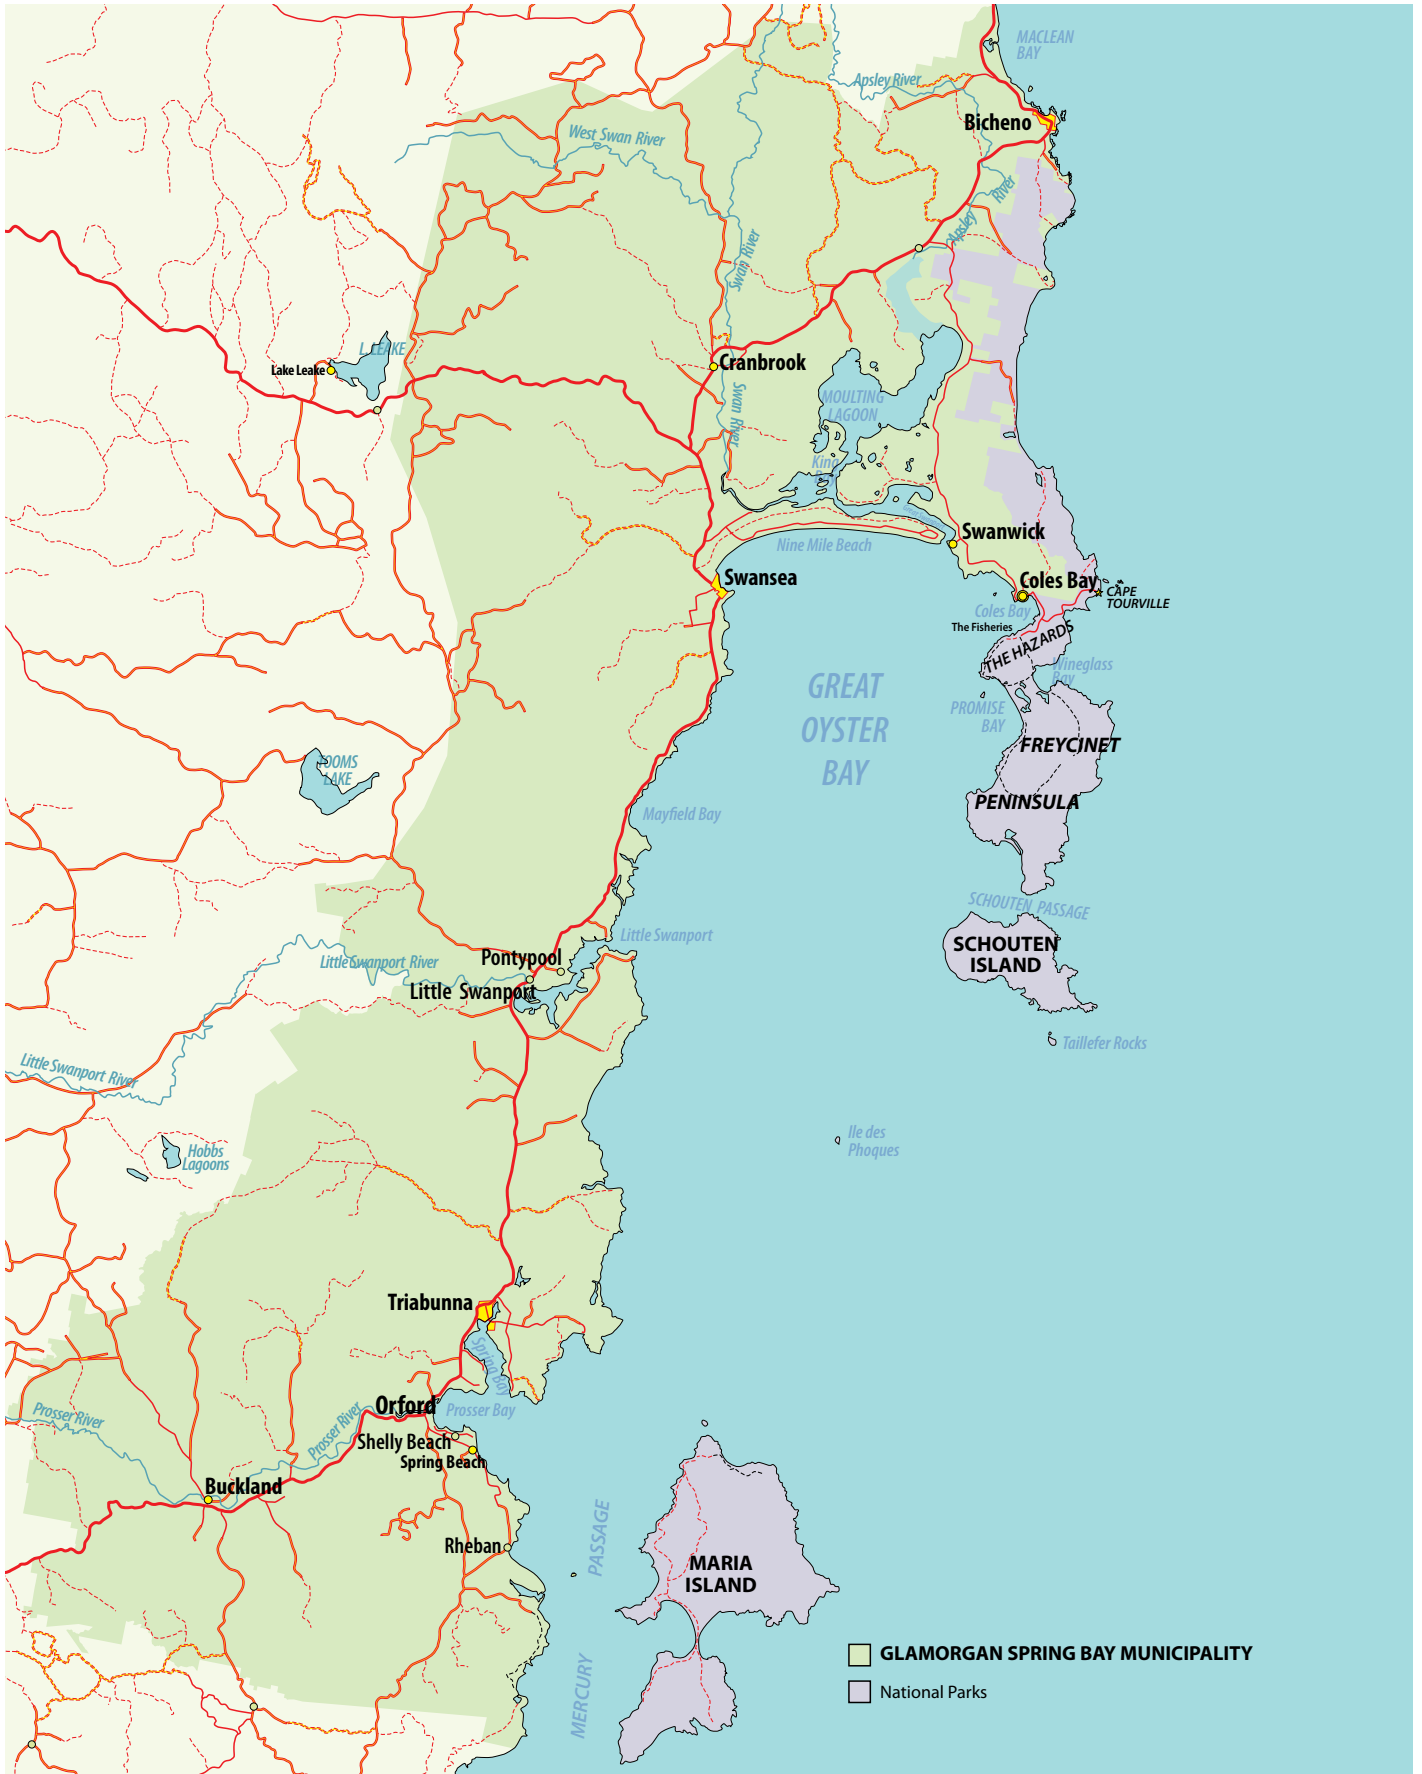 MACLEAN
BAY
Apsley River
Bicheno
West Swan River
Apsley
River
Swan River
L. LEAKE
Lake Leake
Cranbrook
Swan River
MOULTING
LAGOON
King
Bay
Swanwick
Nine Mile Beach
Swansea
Coles Bay
CAPE
TOURVILLE
Coles Bay
The Fisheries
THE HAZARDS
Wineglass
Bay
GREAT
OYSTER
BAY
PROMISE
BAY
FREYCINET
PENINSULA
TOOMS
LAKE
Mayfield Bay
SCHOUTEN PASSAGE
SCHOUTEN
ISLAND
Little Swanport
Pontypool
Little Swanport River
Little Swanport
Taillefer Rocks
Little Swanport River
Ile des
Phoques
Hobbs
Lagoons
Triabunna
Spring Bay
Orford
Prosser Bay
Prosser River
Prosser River
Shelly Beach
Spring Beach
Buckland
Rheban
PASSAGE
MARIA
ISLAND
MERCURY
GLAMORGAN SPRING BAY MUNICIPALITY
National Parks